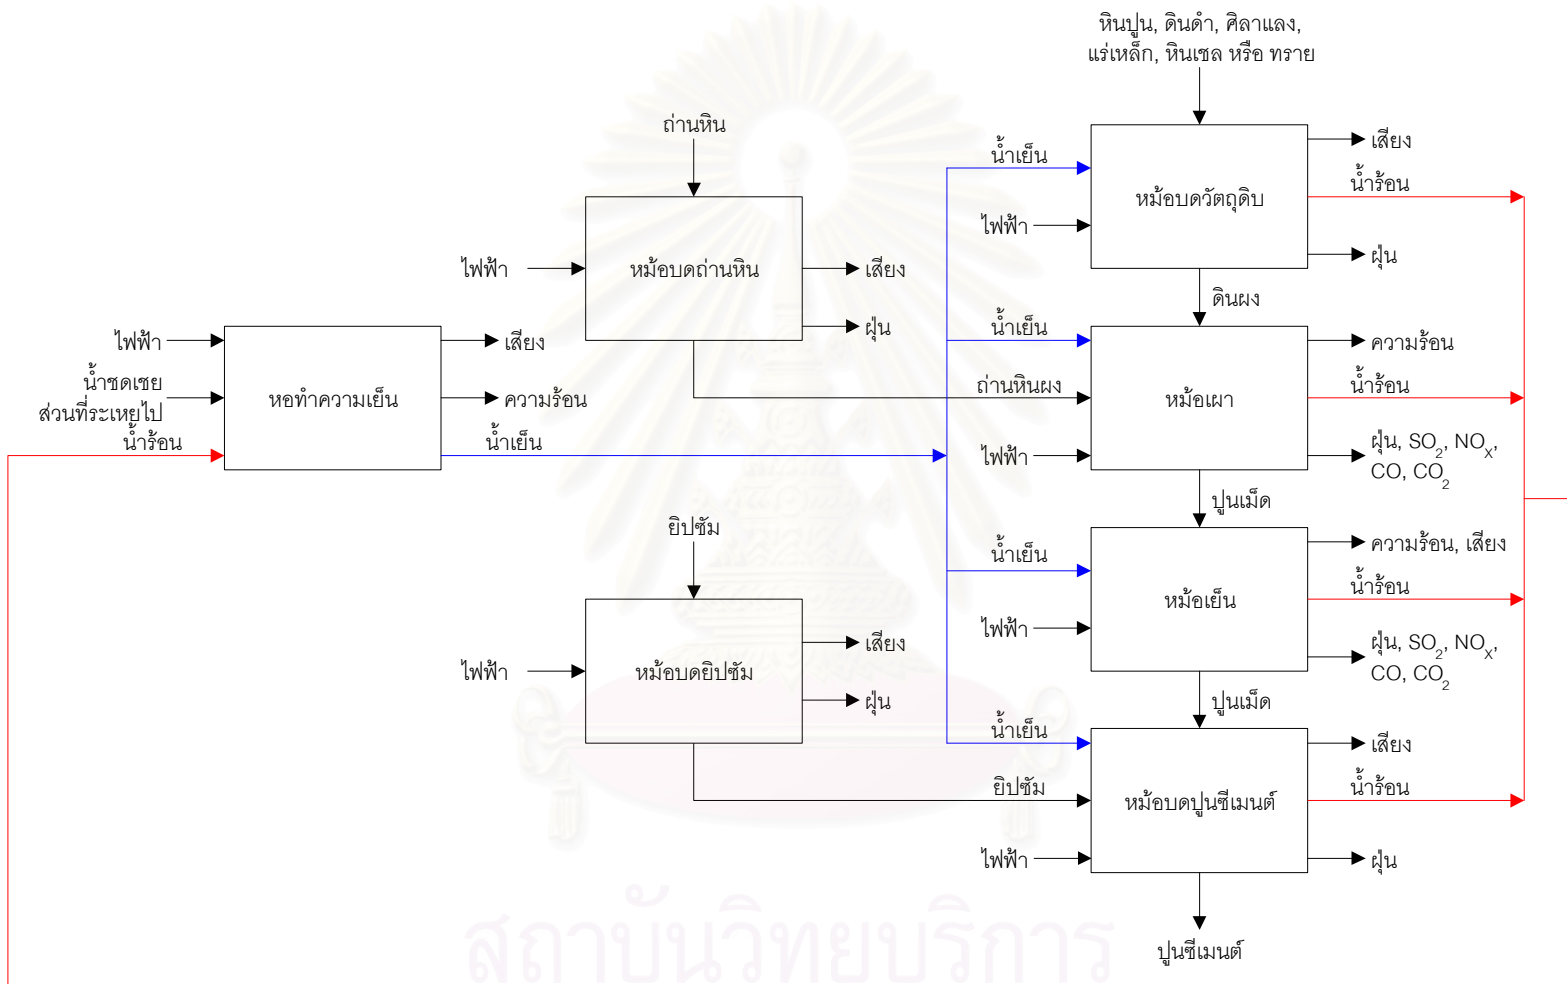 หินปูน, ดินดำ, ศิลาแลง,
แร่เหล็ก, หินเชล หรือ ทราย
ถ่านหิน
น้ำเย็น
เสียง
น้ำร้อน
หม้อบดวัตถุดิบ
ไฟฟ้า
ฝุ่น
ไฟฟ้า
หม้อบดถ่านหิน
เสียง
ฝุ่น
ดินผง
ไฟฟ้า
น้ำชดเชย
ส่วนที่ระเหยไป
น้ำร้อน
หอทำความเย็น
เสียง
ความร้อน
น้ำเย็น
น้ำเย็น
ถ่านหินผง
ไฟฟ้า
หม้อเผา
ความร้อน
น้ำร้อน
ฝุ่น, SO2, NOX,
CO, CO2
ปูนเม็ด
ยิปซัม
ไฟฟ้า
หม้อบดยิปซัม
เสียง
ฝุ่น
น้ำเย็น
ไฟฟ้า
หม้อเย็น
ความร้อน, เสียง
น้ำร้อน
ฝุ่น, SO2, NOX,
CO, CO2
ปูนเม็ด
น้ำเย็น
ยิปซัม
ไฟฟ้า
หม้อบดปูนซีเมนต์
เสียง
น้ำร้อน
ฝุ่น
ปูนซีเมนต์
สถาบันวิทยบริการ